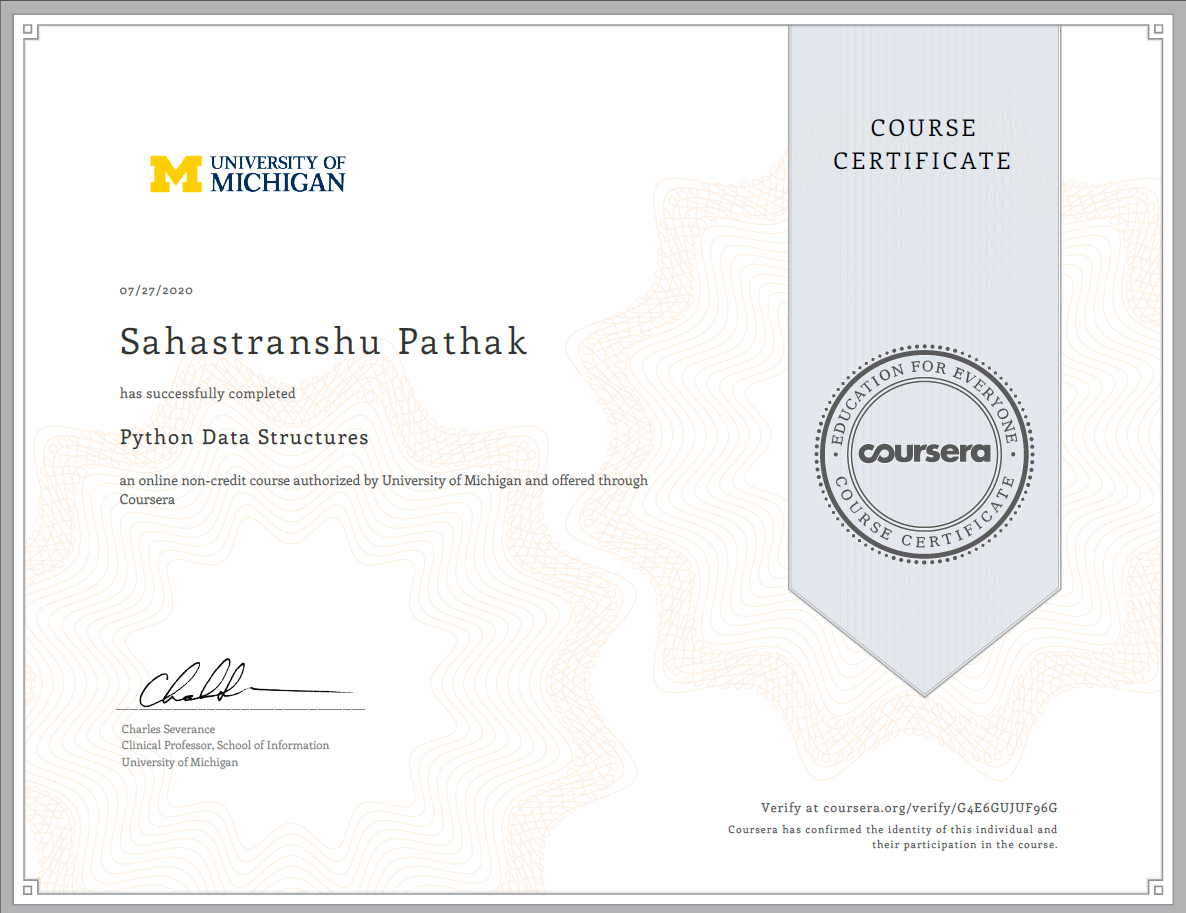 UNIVERSITY OF
MICHIGAN
COURSE
CERTIFICATE
07/27/2020
Sahastranshu Pathak
has successfully completed
Python Data Structures
an online non-credit course authorized by University of Michigan and offered through
Coursera
EDUCATION FOR EVERYONE
coursera
COURSE CERTIFICATE
Charles Severance
Clinical Professor, School of Information
University of Michigan
Verify at coursera.org/verify/G4E6GUJUF96G
Coursera has confirmed the identity of this individual and
their participation in the course.